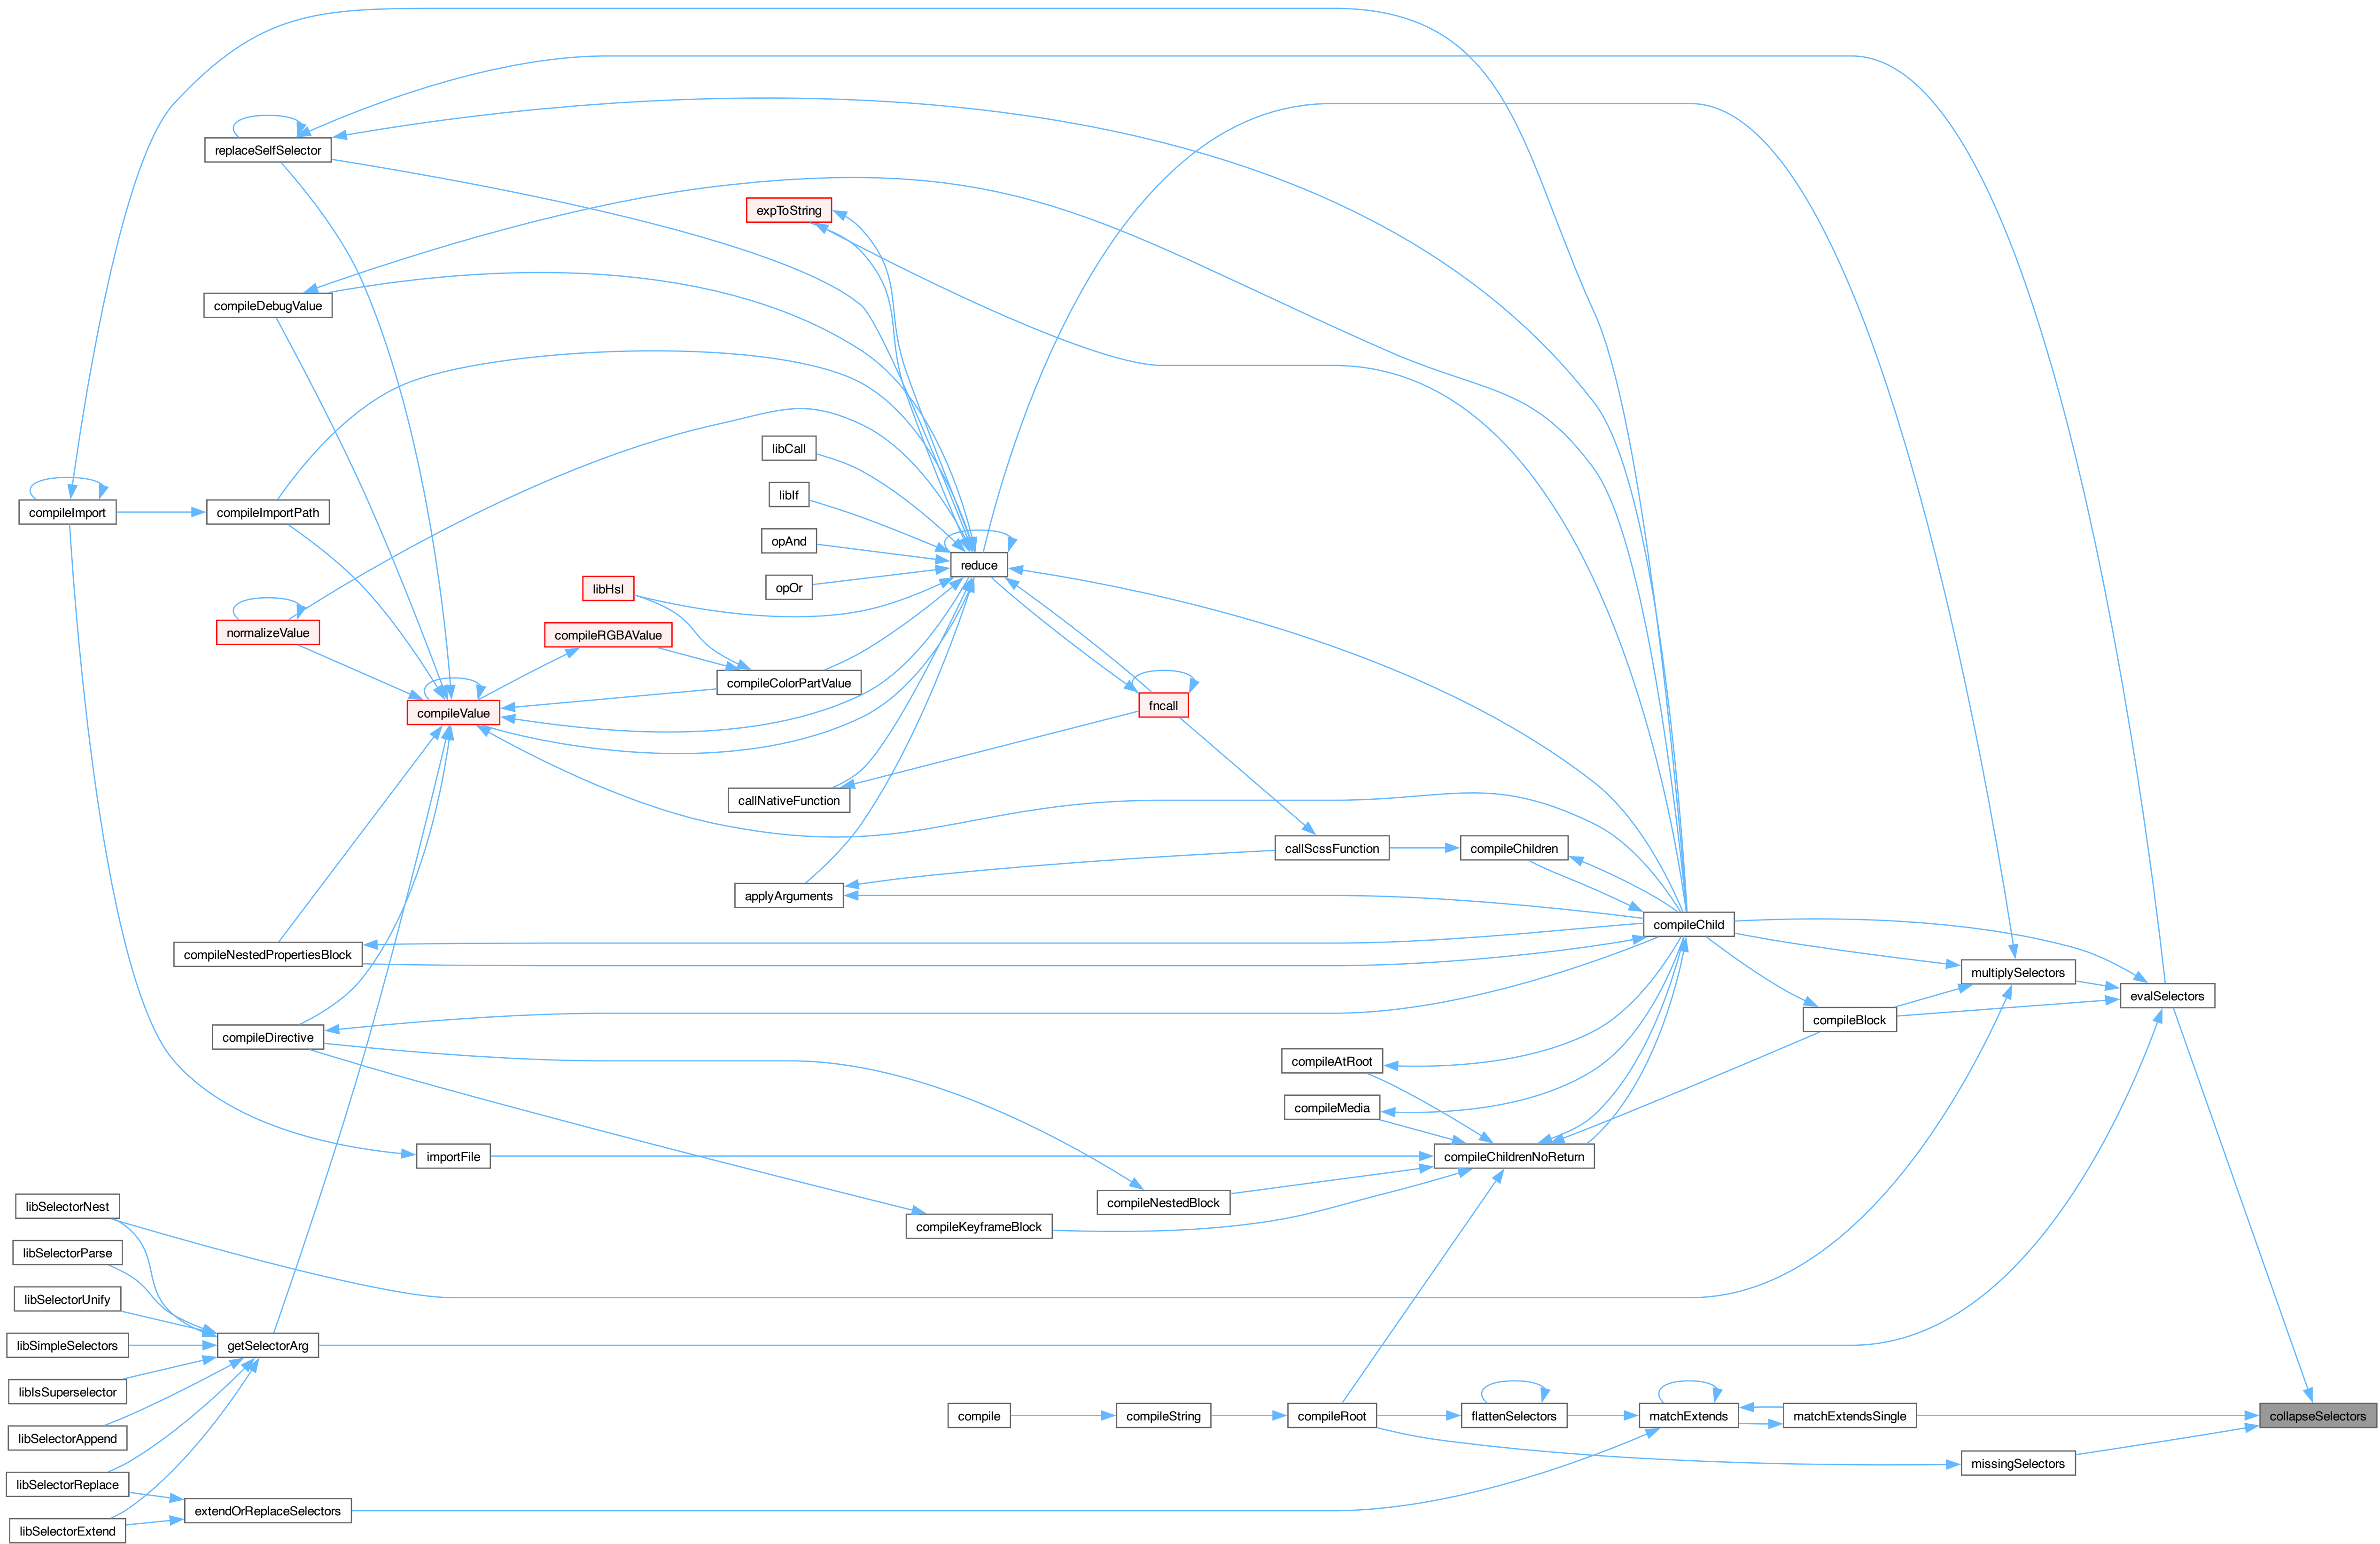 replaceSelfSelector
expToString
compileDebugValue
libCall
libIf
compileImport
compileImportPath
opAnd
reduce
opOr
libHsl
normalizeValue
compileRGBAValue
compileColorPartValue
compileValue
fncall
callNativeFunction
callScssFunction
compileChildren
applyArguments
compileChild
compileNestedPropertiesBlock
multiplySelectors
evalSelectors
compileBlock
compileDirective
compileAtRoot
compileMedia
importFile
compileChildrenNoReturn
libSelectorNest
compileNestedBlock
compileKeyframeBlock
libSelectorParse
libSelectorUnify
libSimpleSelectors
getSelectorArg
libIsSuperselector
compile
compileString
compileRoot
flattenSelectors
matchExtends
matchExtendsSingle
collapseSelectors
libSelectorAppend
missingSelectors
libSelectorReplace
extendOrReplaceSelectors
libSelectorExtend